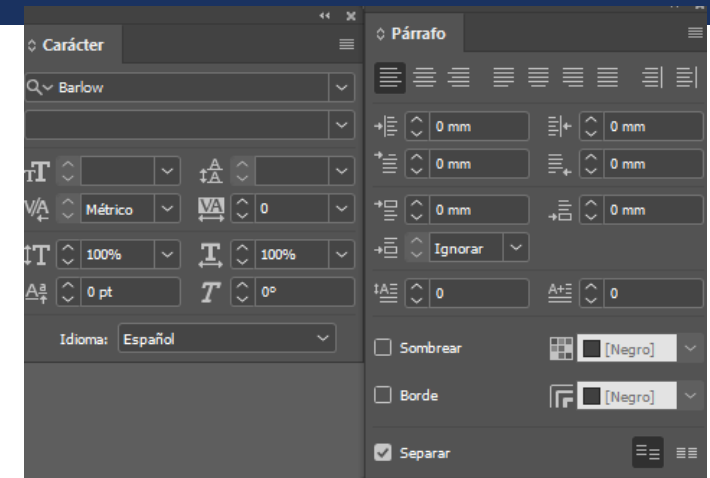 Carácter
Barlow
Métrico
0
100%
100%
0 pt
0°
Idioma: Español
Párrafo
0 mm
0 mm
0 mm
0 mm
0 mm
0 mm
Ignorar
0
0
Sombrear
[Negro]
Borde
[Negro]
Separar